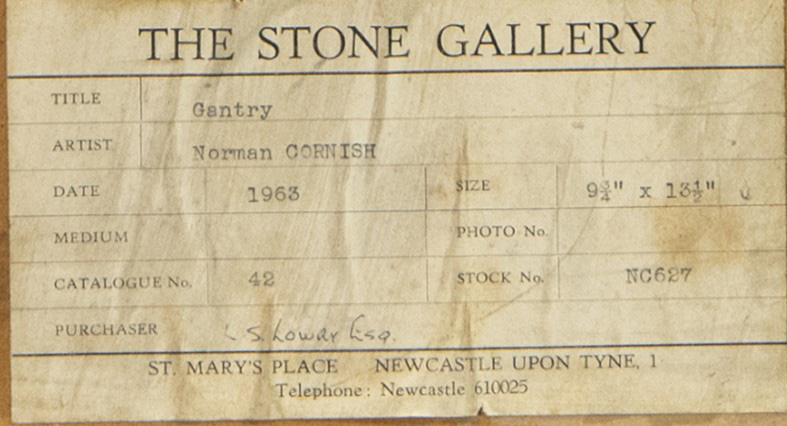 THE STONE GALLERY
TITLE Gantry
ARTIST Norman CORNISH
DATE 1963 SIZE 9¾" x 13½"
MEDIUM PHOTO No.
CATALOGUE No. 42 STOCK No. NC627
PURCHASER L S. Lowry Esq.
ST. MARY'S PLACE NEWCASTLE UPON TYNE, 1
Telephone: Newcastle 610025